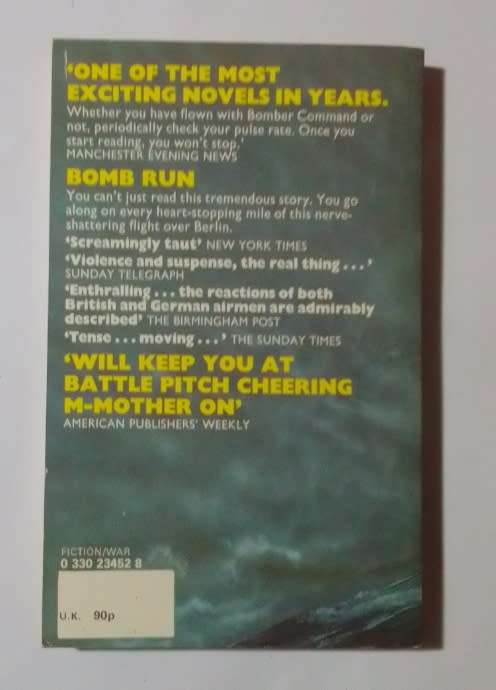 'ONE OF THE MOST
EXCITING NOVELS IN YEARS.
Whether you have flown with Bomber Command or
not, periodically check your pulse rate. Once you
start reading, you won't stop.'
MANCHESTER EVENING NEWS
BOMB RUN
You can't just read this tremendous story. You go
along on every heart-stopping mile of this nerve-
shattering flight over Berlin.
'Screamingly taut' NEW YORK TIMES
'Violence and suspense, the real thing...'
SUNDAY TELEGRAPH
'Enthralling...the reactions of both
British and German airmen are admirably
described' THE BIRMINGHAM POST
'Tense...moving...' THE SUNDAY TIMES
'WILL KEEP YOU AT
BATTLE PITCH CHEERING
M-MOTHER ON'
AMERICAN PUBLISHERS' WEEKLY
FICTION/WAR
0 330 23452 8
U.K. 90p